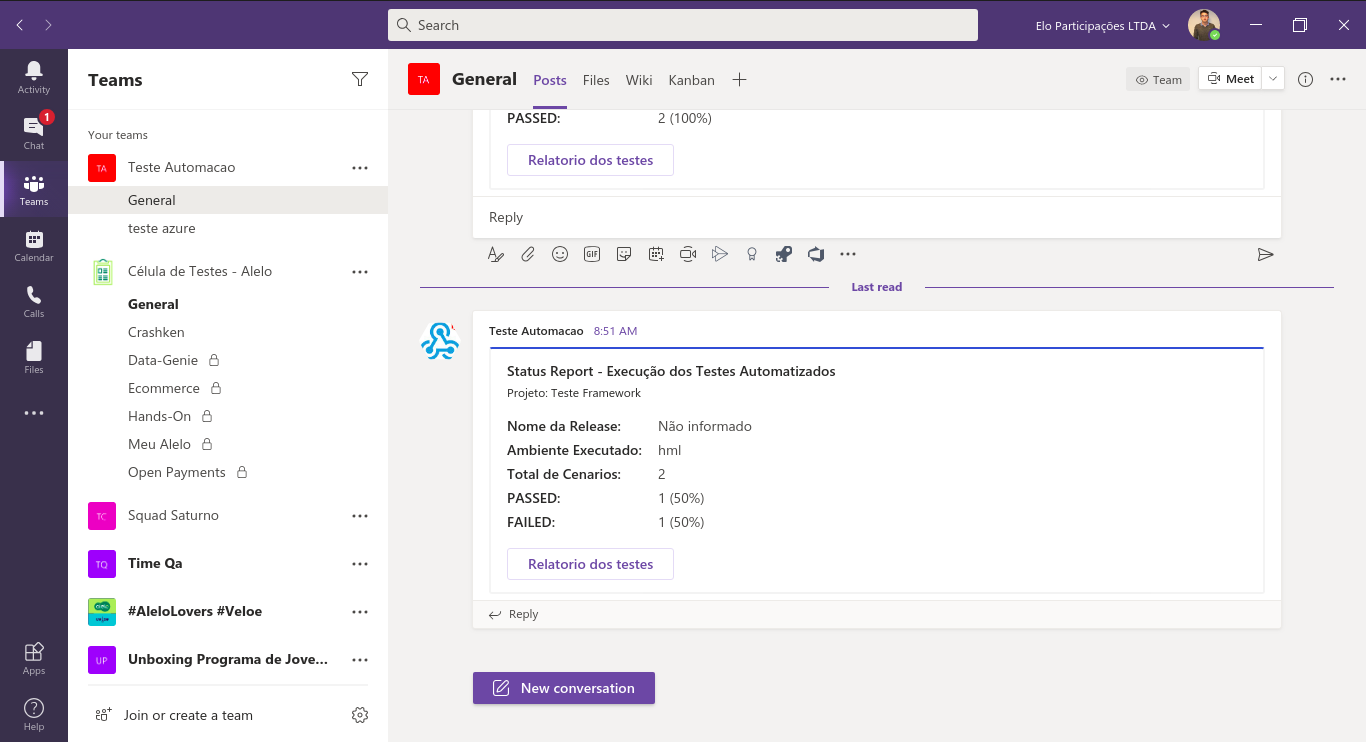 Search
Elo Participações LTDA
Activity
1
Chat
Teams
Calendar
Calls
Files
Apps
Help
Teams
Your teams
TA Teste Automacao
General
teste azure
Célula de Testes - Alelo
General
Crashken
Data-Genie
Ecommerce
Hands-On
Meu Alelo
Open Payments
TC Squad Saturno
TQ Time Qa
#AleloLovers #Veloe
UP Unboxing Programa de Jove...
Join or create a team
TA General Posts Files Wiki Kanban Team Meet
PASSED: 2 (100%)
Relatorio dos testes
Reply
GIF
Last read
Teste Automacao 8:51 AM
Status Report - Execução dos Testes Automatizados
Projeto: Teste Framework
Nome da Release: Não informado
Ambiente Executado: hml
Total de Cenarios: 2
PASSED: 1 (50%)
FAILED: 1 (50%)
Relatorio dos testes
Reply
New conversation